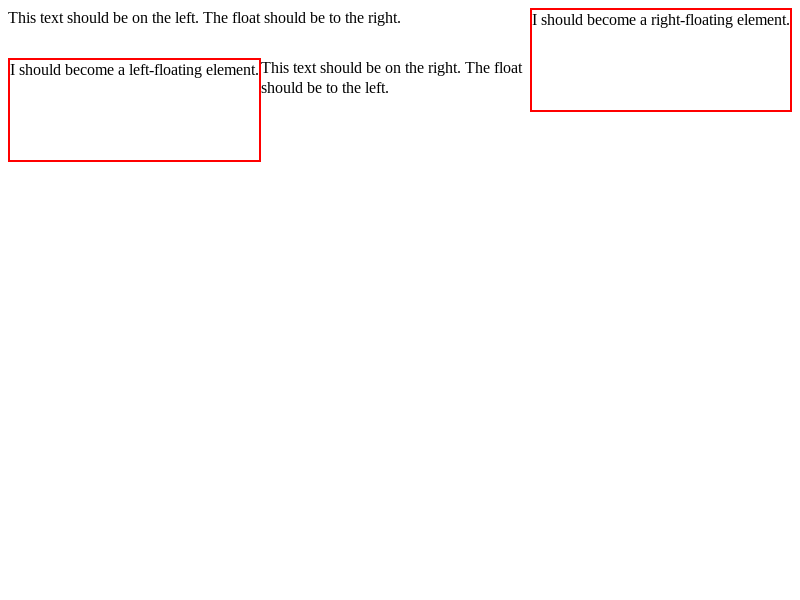 This text should be on the left. The float should be to the right.
I should become a right-floating element.
I should become a left-floating element.
This text should be on the right. The float
should be to the left.